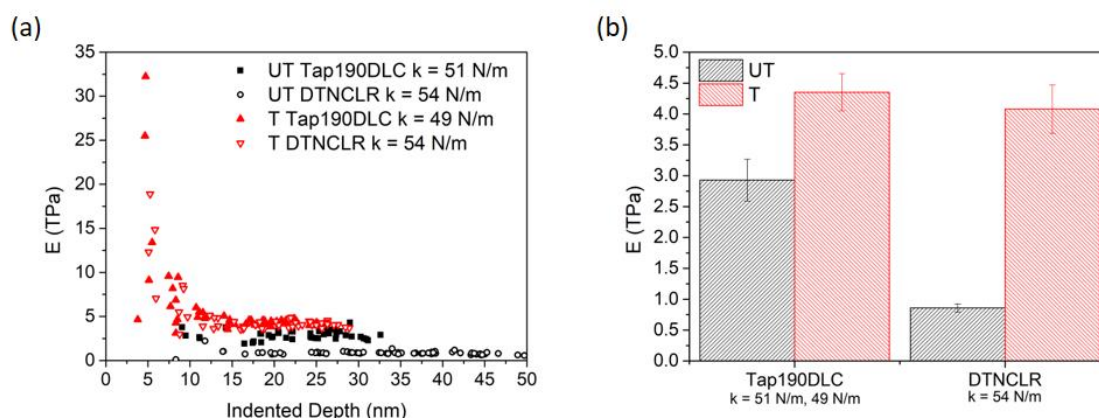 (a)
35
30
25
20
15
10
5
0
E (TPa)
UT Tap190DLC k = 51 N/m
UT DTNCLR k = 54 N/m
T Tap190DLC k = 49 N/m
T DTNCLR k = 54 N/m
0 5 10 15 20 25 30 35 40 45 50
Indented Depth (nm)
(b)
5.0
4.5
4.0
3.5
3.0
2.5
2.0
1.5
1.0
0.5
0.0
E (TPa)
UT
T
Tap190DLC DTNCLR
k = 51 N/m, 49 N/m k = 54 N/m